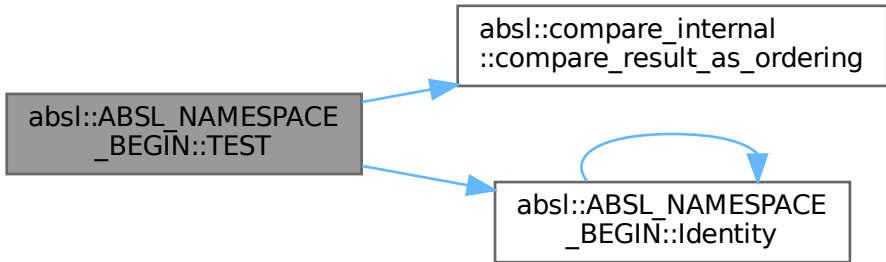 absl::compare_internal
::compare_result_as_ordering
absl::ABSL_NAMESPACE
_BEGIN::TEST
absl::ABSL_NAMESPACE
_BEGIN::Identity